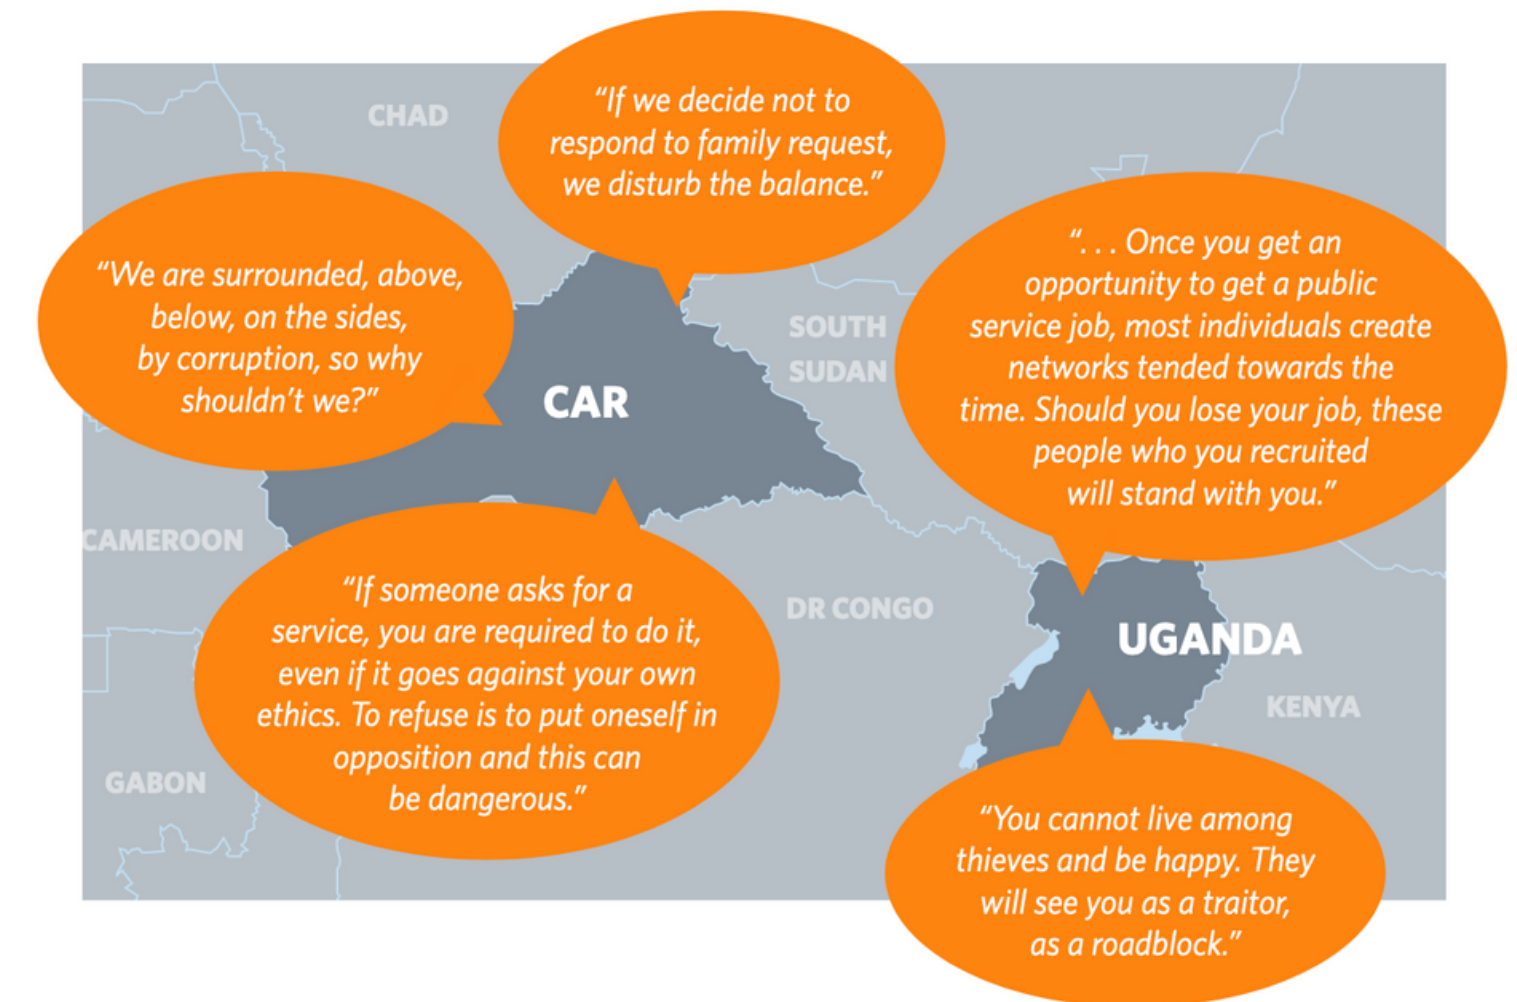 CHAD
“If we decide not to
respond to family request,
we disturb the balance.”
“We are surrounded, above,
below, on the sides,
by corruption, so why
shouldn’t we?”
“. . . Once you get an
opportunity to get a public
service job, most individuals create
networks tended towards the
time. Should you lose your job, these
people who you recruited
will stand with you.”
SOUTH
SUDAN
CAR
CAMEROON
“If someone asks for a
service, you are required to do it,
even if it goes against your own
ethics. To refuse is to put oneself in
opposition and this can
be dangerous.”
DR CONGO
UGANDA
KENYA
GABON
“You cannot live among
thieves and be happy. They
will see you as a traitor,
as a roadblock.”